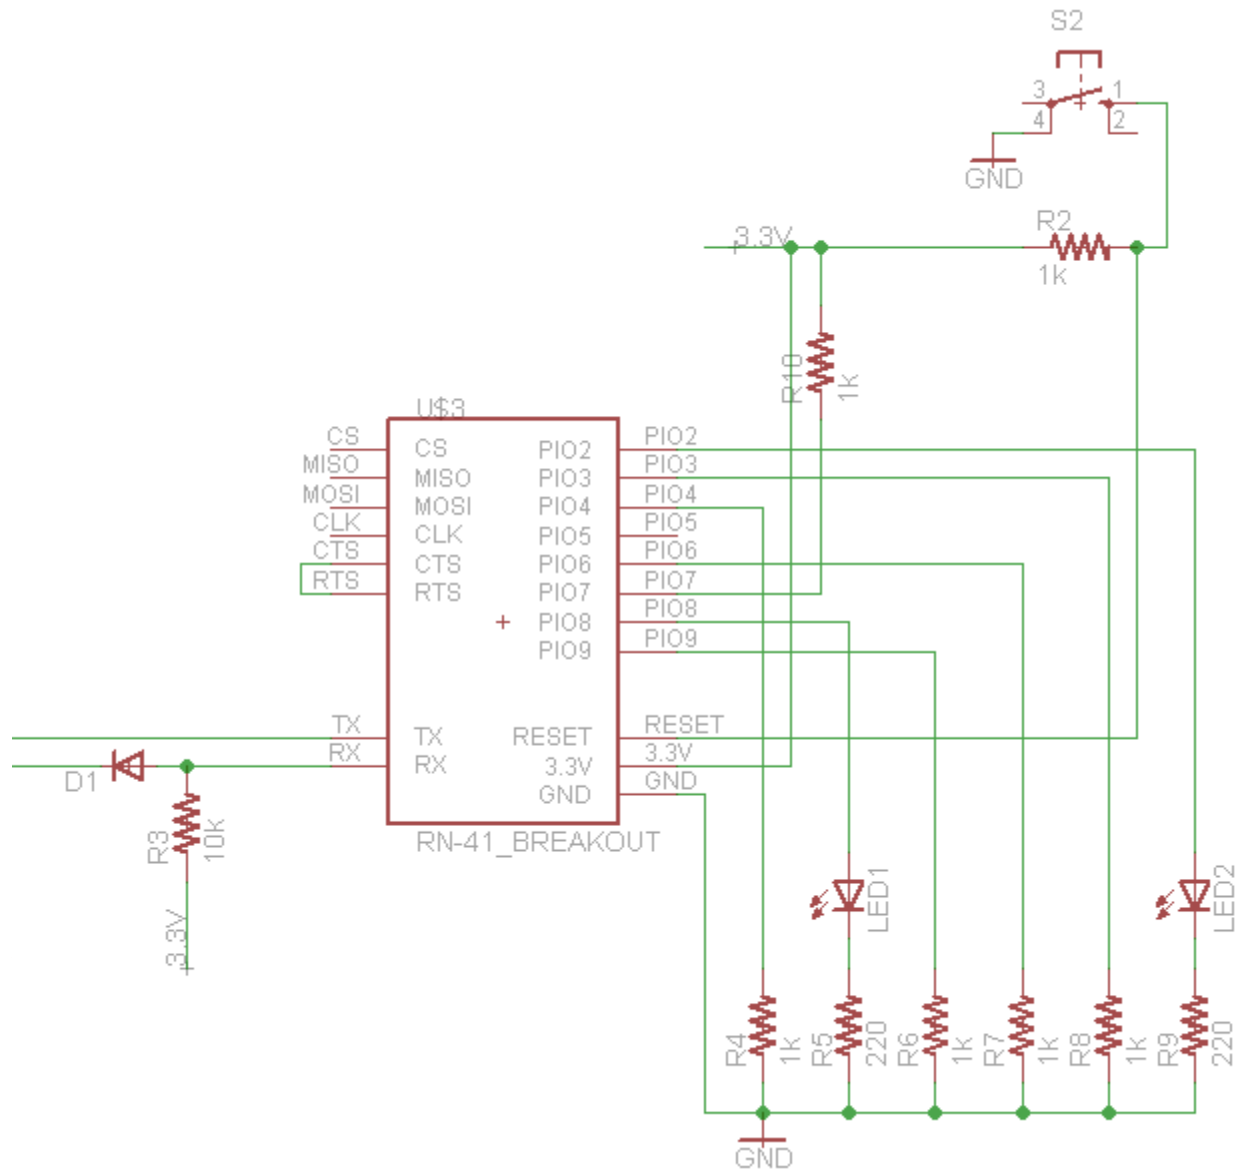 S2
3 1
4 2
GND
3.3V
R2
1k
R10
1k
U$3
CS CS PIO2 PIO2
MISO MISO PIO3 PIO3
MOSI MOSI PIO4 PIO4
CLK CLK PIO5 PIO5
CTS CTS PIO6 PIO6
RTS RTS PIO7 PIO7
PIO8 PIO8
PIO9 PIO9
TX TX RESET RESET
RX RX 3.3V 3.3V
D1
GND GND
R3
10k
RN-41_BREAKOUT
3.3V
LED1
LED2
R4
1k
R5
220
R6
1k
R7
1k
R8
1k
R9
220
GND